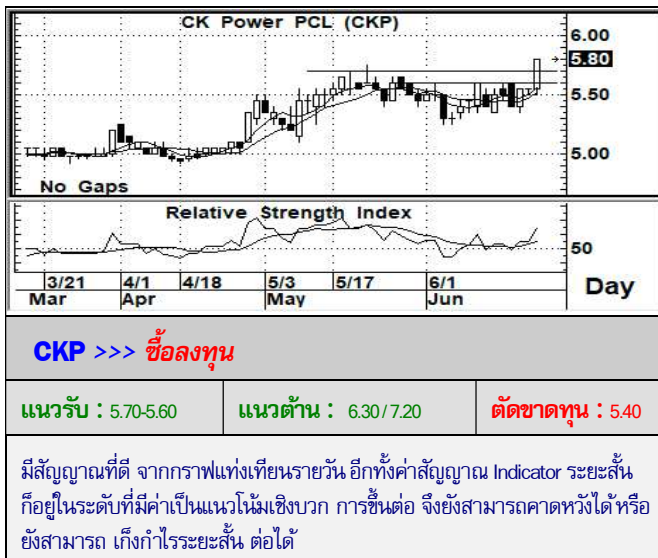 CK Power PCL (CKP)
6.00
5.80
5.50
5.00
No Gaps
Relative Strength Index
50
3/21 4/1 4/18 5/3 5/17 6/1
Mar Apr May Jun
Day
CKP >>> ซื้อลงทุน
แนวรับ : 5.70-5.60 แนวต้าน : 6.30/7.20 ตัดขาดทุน : 5.40
มีสัญญาณที่ดี จากกราฟแท่งเทียนรายวัน อีกทั้งค่าสัญญาณ Indicator ระยะสั้น
ก็อยู่ในระดับที่มีค่าเป็นแนวโน้มเชิงบวก การขึ้นต่อ จึงยังสามารถคาดหวังได้ หรือ
ยังสามารถ เก็งกำไรระยะสั้น ต่อได้